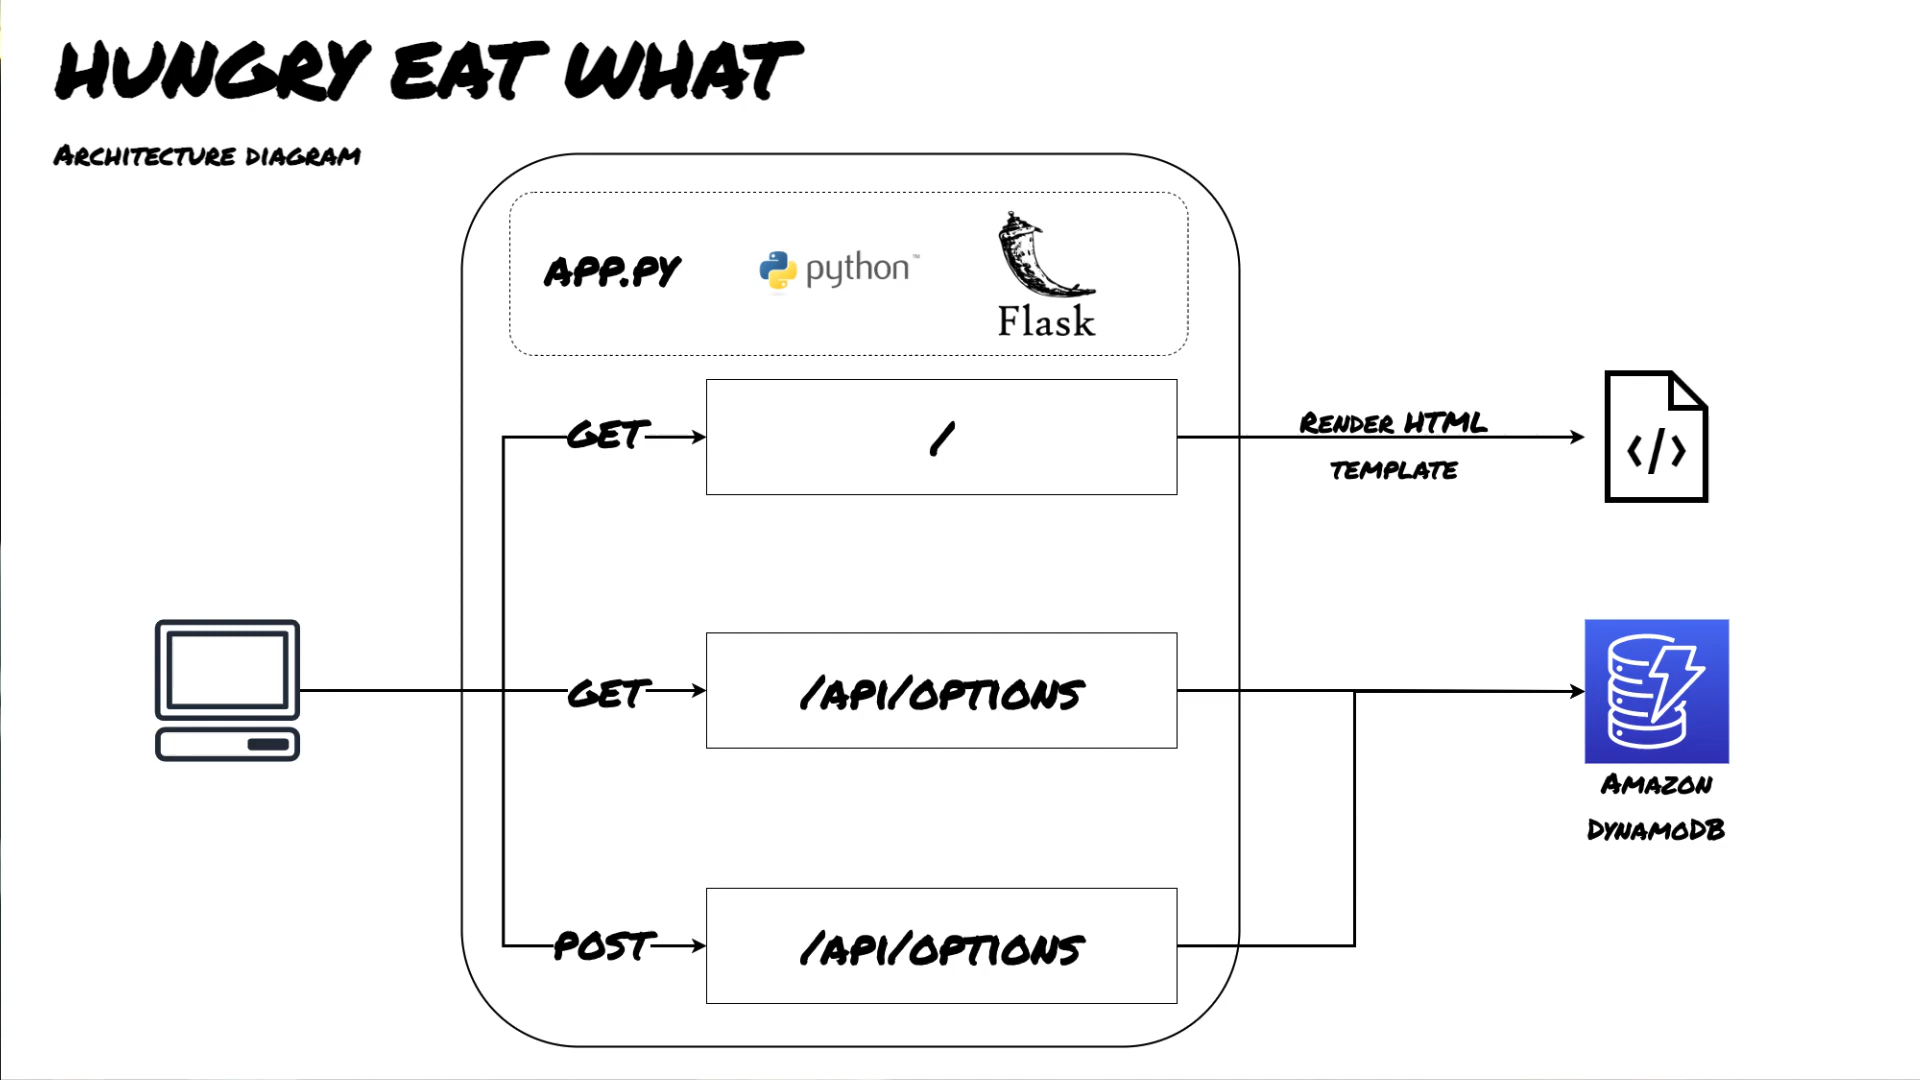 HUNGRY EAT WHAT
ARCHITECTURE DIAGRAM
APP.PY
python™
Flask
GET
/
RENDER HTML
TEMPLATE
GET
/API/OPTIONS
AMAZON
DYNAMODB
POST
/API/OPTIONS